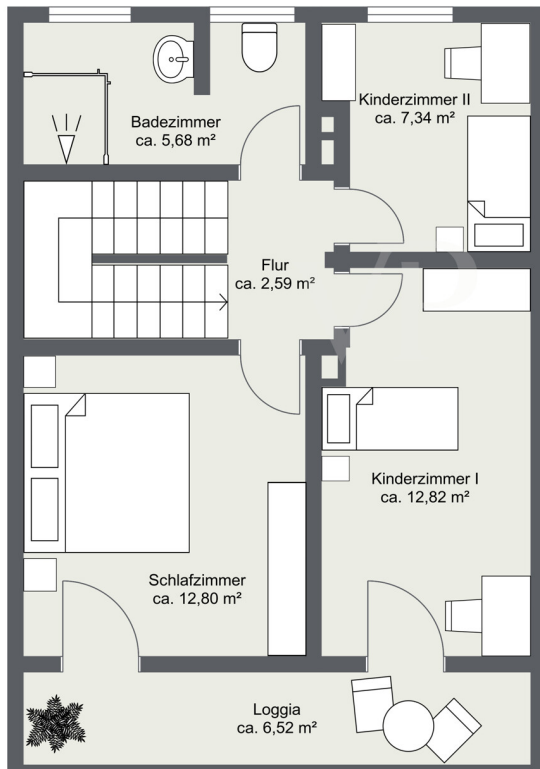 Badezimmer
ca. 5,68 m²
Kinderzimmer II
ca. 7,34 m²
Flur
ca. 2,59 m²
Kinderzimmer I
ca. 12,82 m²
Schlafzimmer
ca. 12,80 m²
Loggia
ca. 6,52 m²